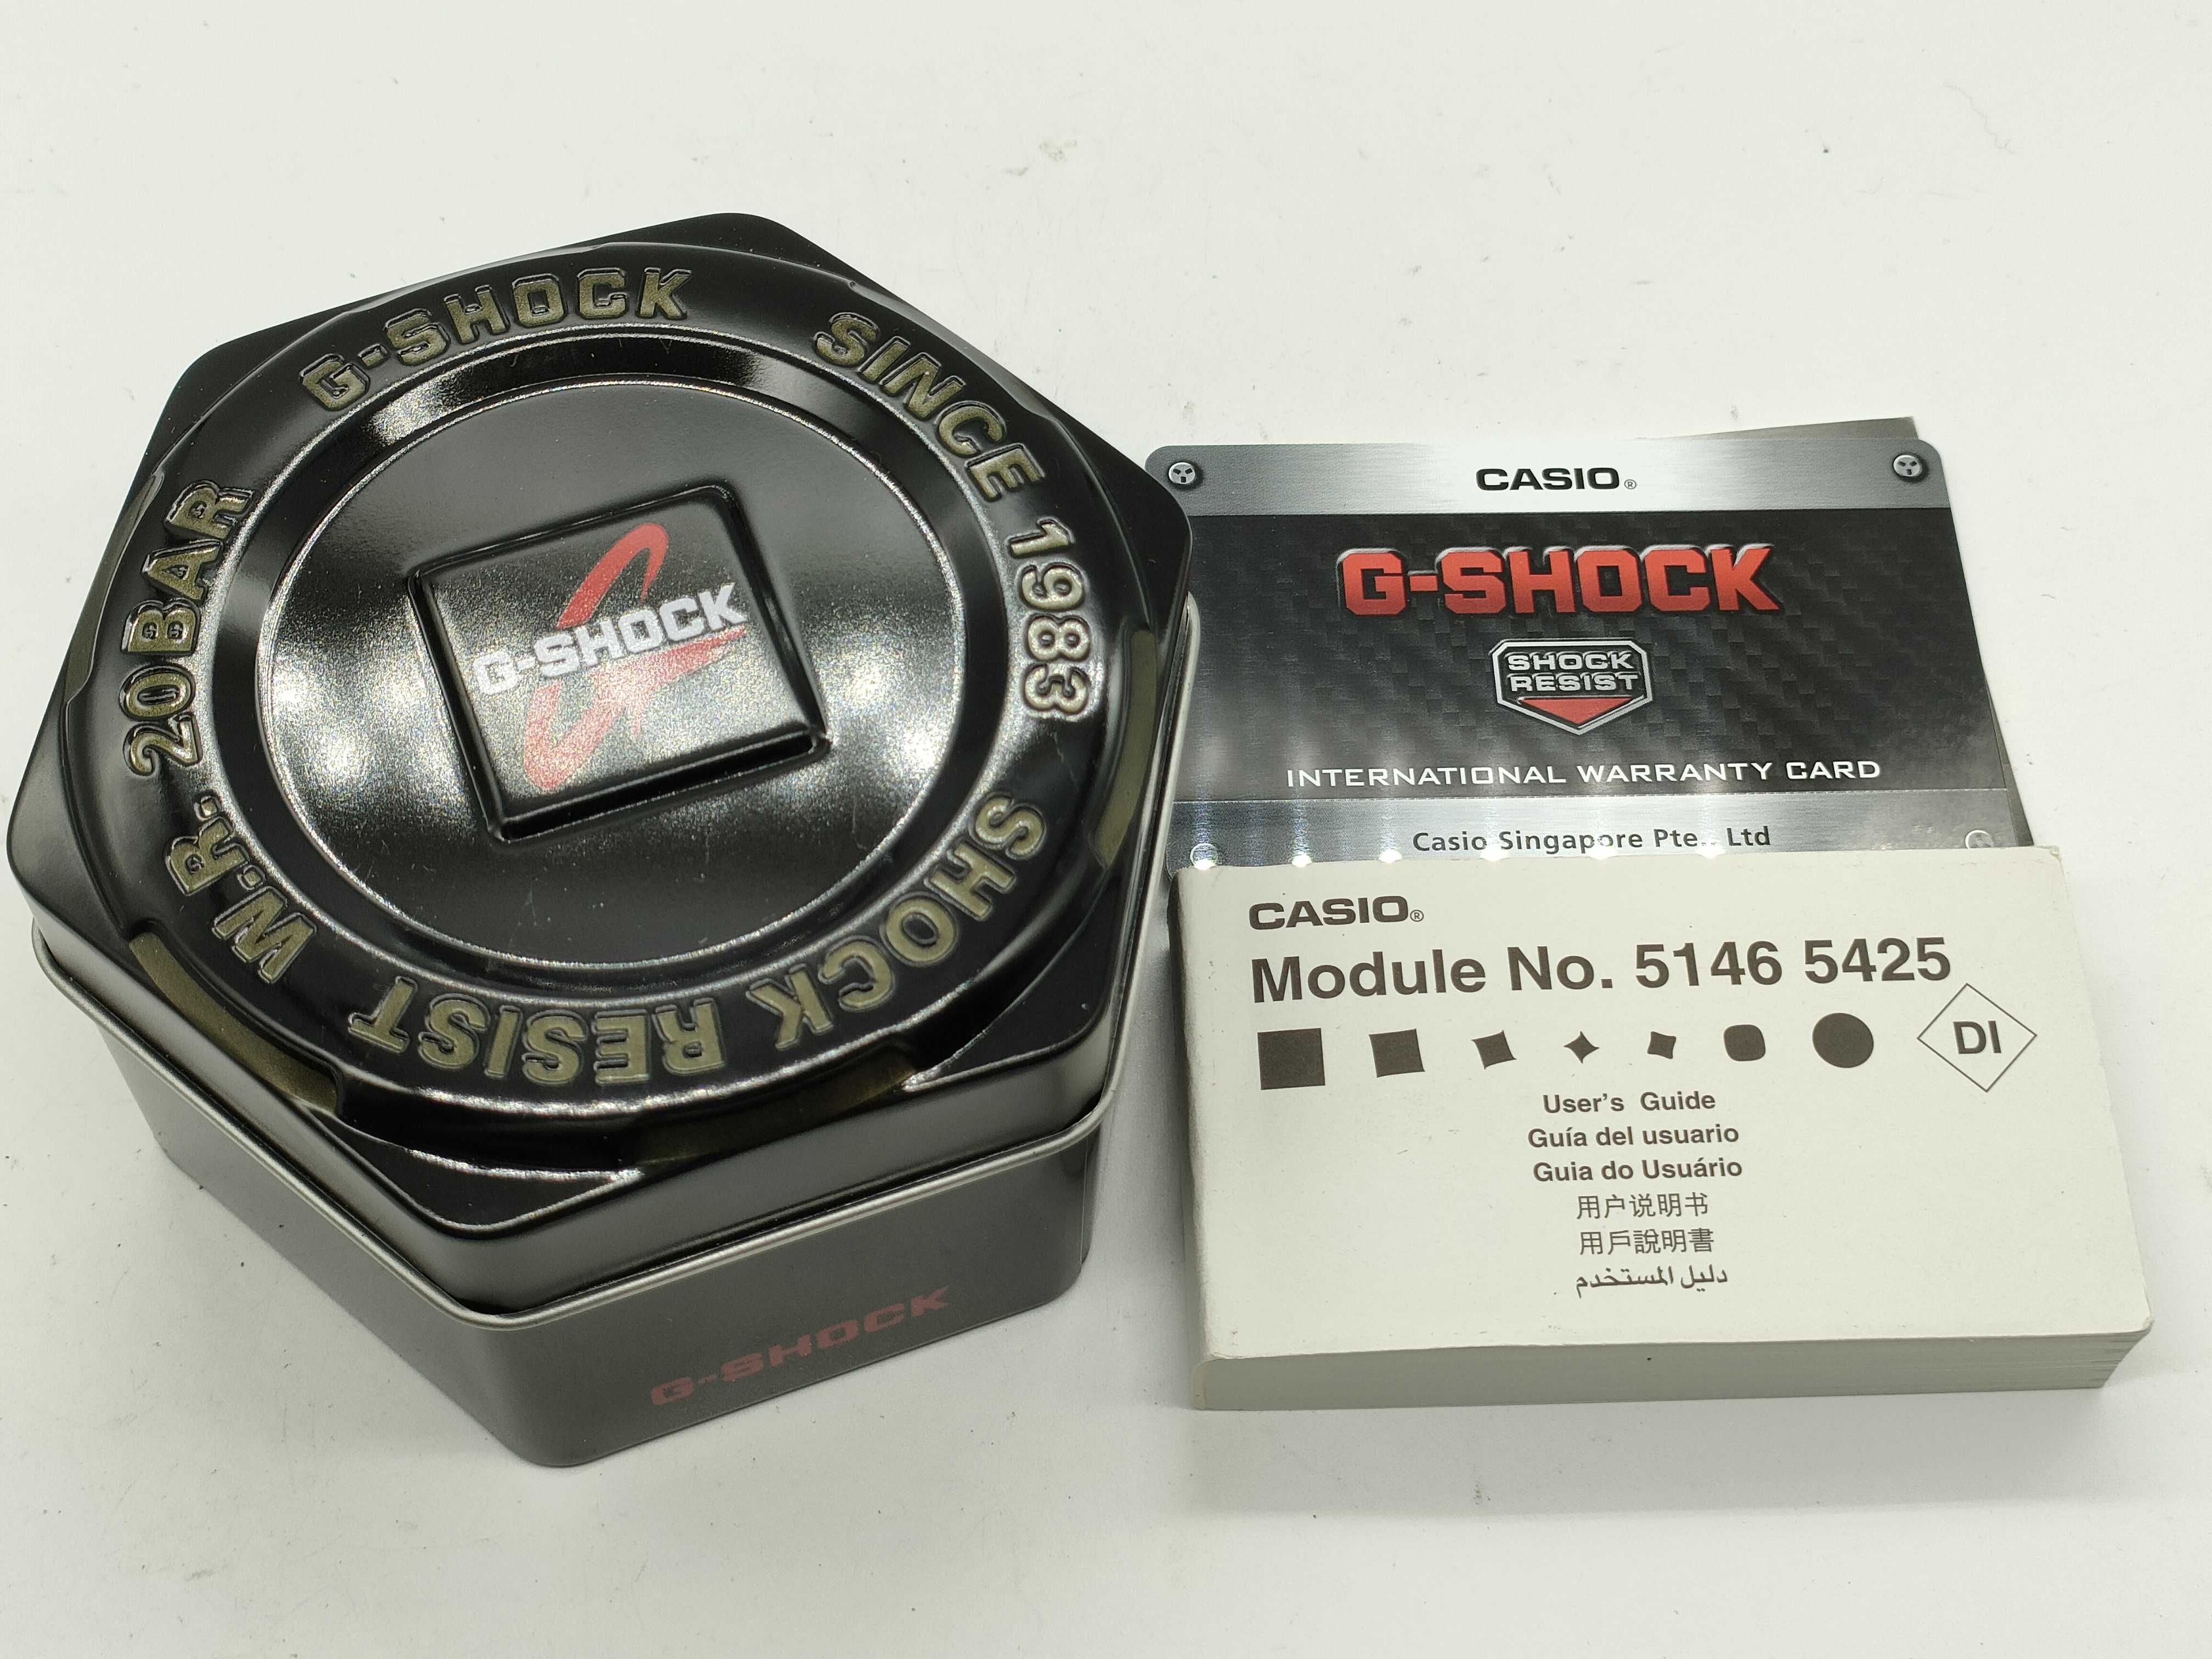 G-SHOCK
SINCE 1983
SHOCK RESIST
W.R. 20BAR
G-SHOCK
G-SHOCK
CASIO®
G-SHOCK
SHOCK
RESIST
INTERNATIONAL WARRANTY CARD
Casio Singapore Pte., Ltd
CASIO®
Module No. 5146 5425
DI
User's Guide
Guía del usuario
Guia do Usuário
用户说明书
用戶說明書
دليل المستخدم